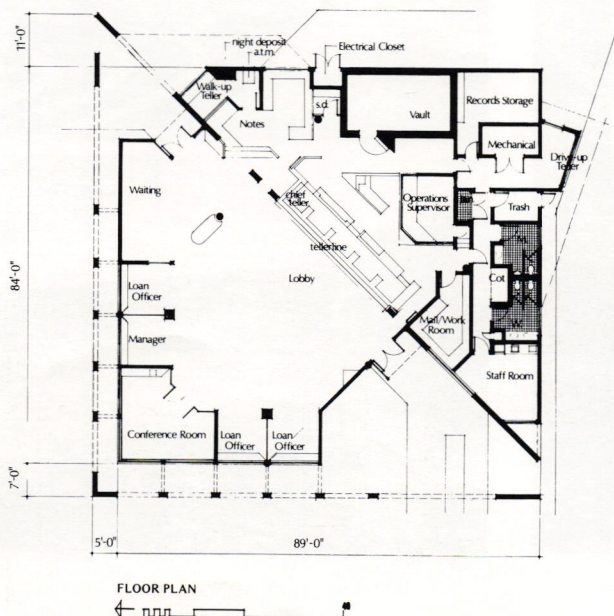 11'-0"
night deposit
a.t.m.
Electrical Closet
Walk-up
Teller
Notes
s.d.
Vault
Records Storage
Mechanical
Drive-up
Teller
Waiting
chief
teller
Operations
Supervisor
Jan.
Trash
tellerline
M
84'-0"
Lobby
Cot
Loan
Officer
Manager
Mail/Work
Room
W
Staff Room
Conference Room
Loan
Officer
Loan
Officer
7'-0"
5'-0"
89'-0"
FLOOR PLAN